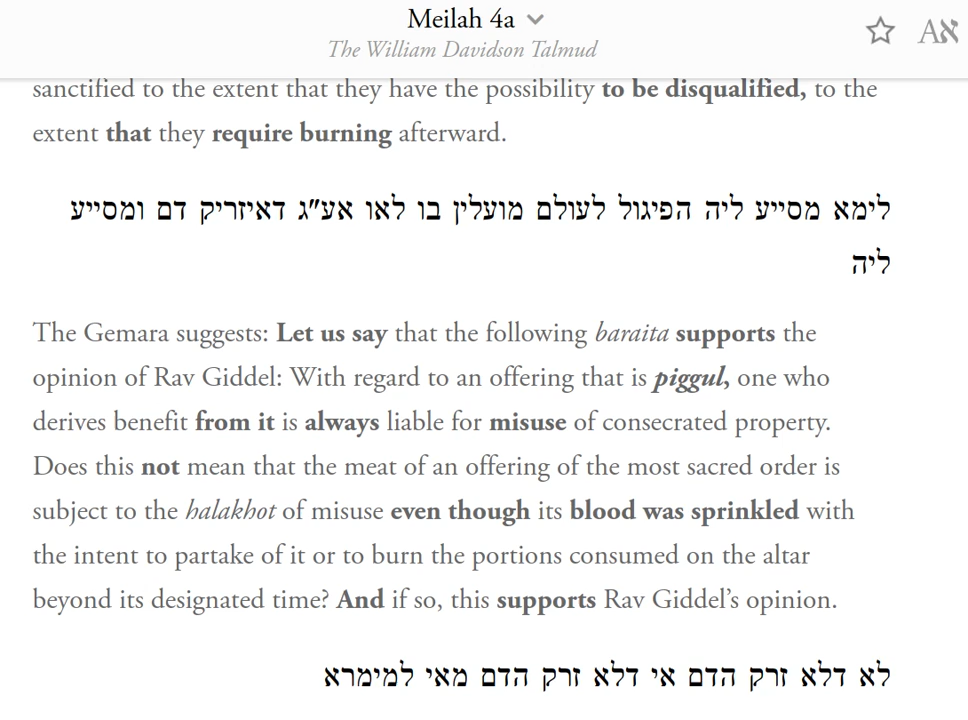 Meilah 4a
The William Davidson Talmud
Aא
sanctified to the extent that they have the possibility to be disqualified, to the
extent that they require burning afterward.
לימא מסייע ליה הפיגול לעולם מועלין בו לאו אע״ג דאיזריק דם ומסייע
ליה
The Gemara suggests: Let us say that the following baraita supports the
opinion of Rav Giddel: With regard to an offering that is piggul, one who
derives benefit from it is always liable for misuse of consecrated property.
Does this not mean that the meat of an offering of the most sacred order is
subject to the halakhot of misuse even though its blood was sprinkled with
the intent to partake of it or to burn the portions consumed on the altar
beyond its designated time? And if so, this supports Rav Giddel’s opinion.
לא דלא זרק הדם אי דלא זרק הדם מאי למימרא